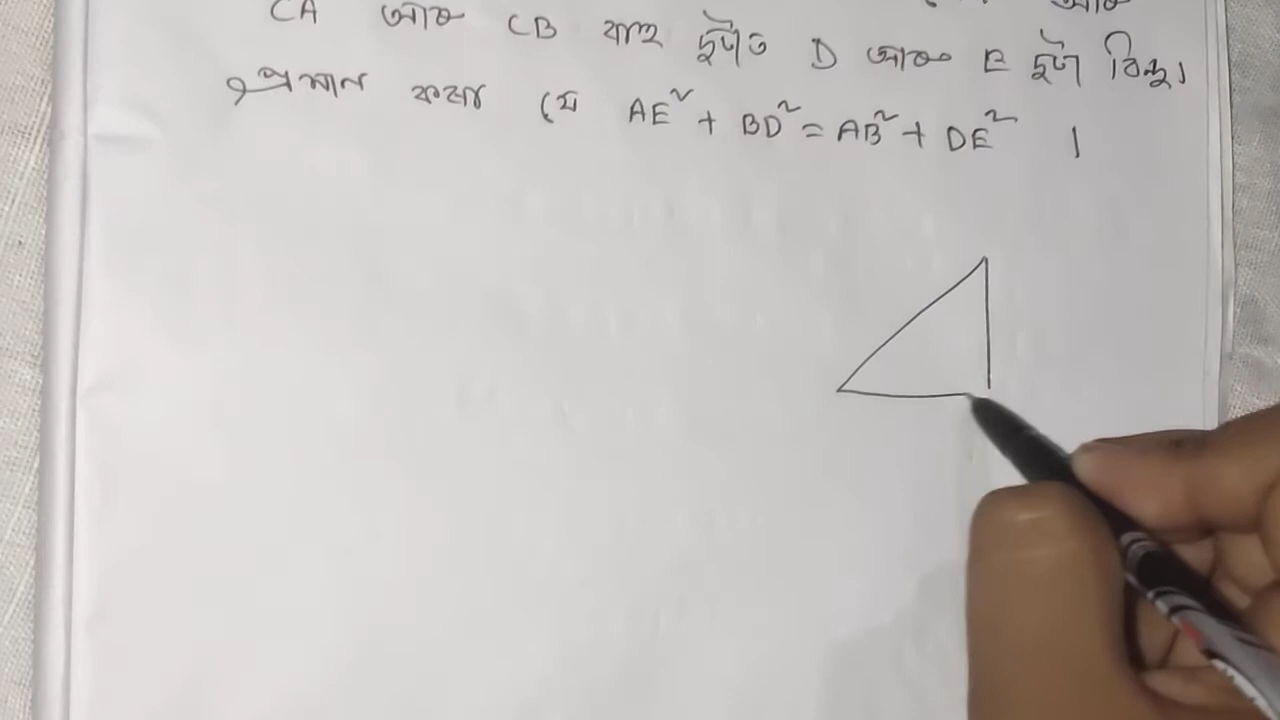 CA আৰু CB বাহু দুটাত D আৰু E দুটা বিন্দু।
প্ৰমাণ কৰা যে AE² + BD² = AB² + DE² ।